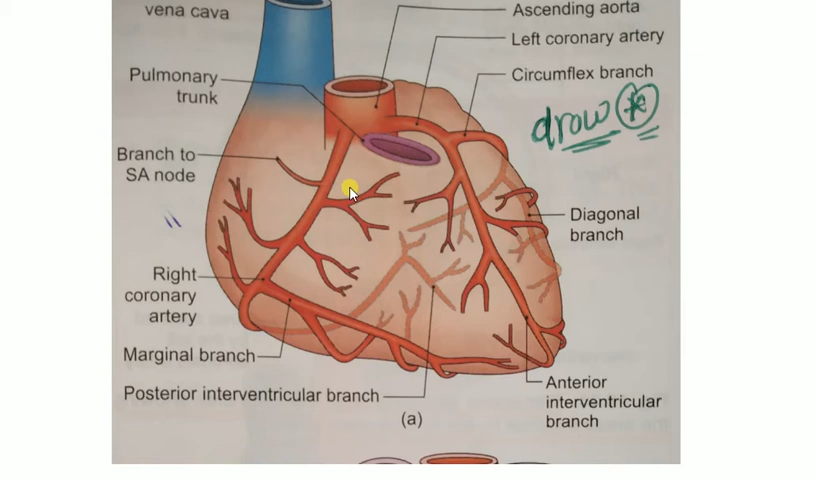 vena cava
Ascending aorta
Left coronary artery
Circumflex branch
Pulmonary
trunk
drow *
Branch to
SA node
Diagonal
branch
Right
coronary
artery
Marginal branch
Posterior interventricular branch
Anterior
interventricular
branch
(a)